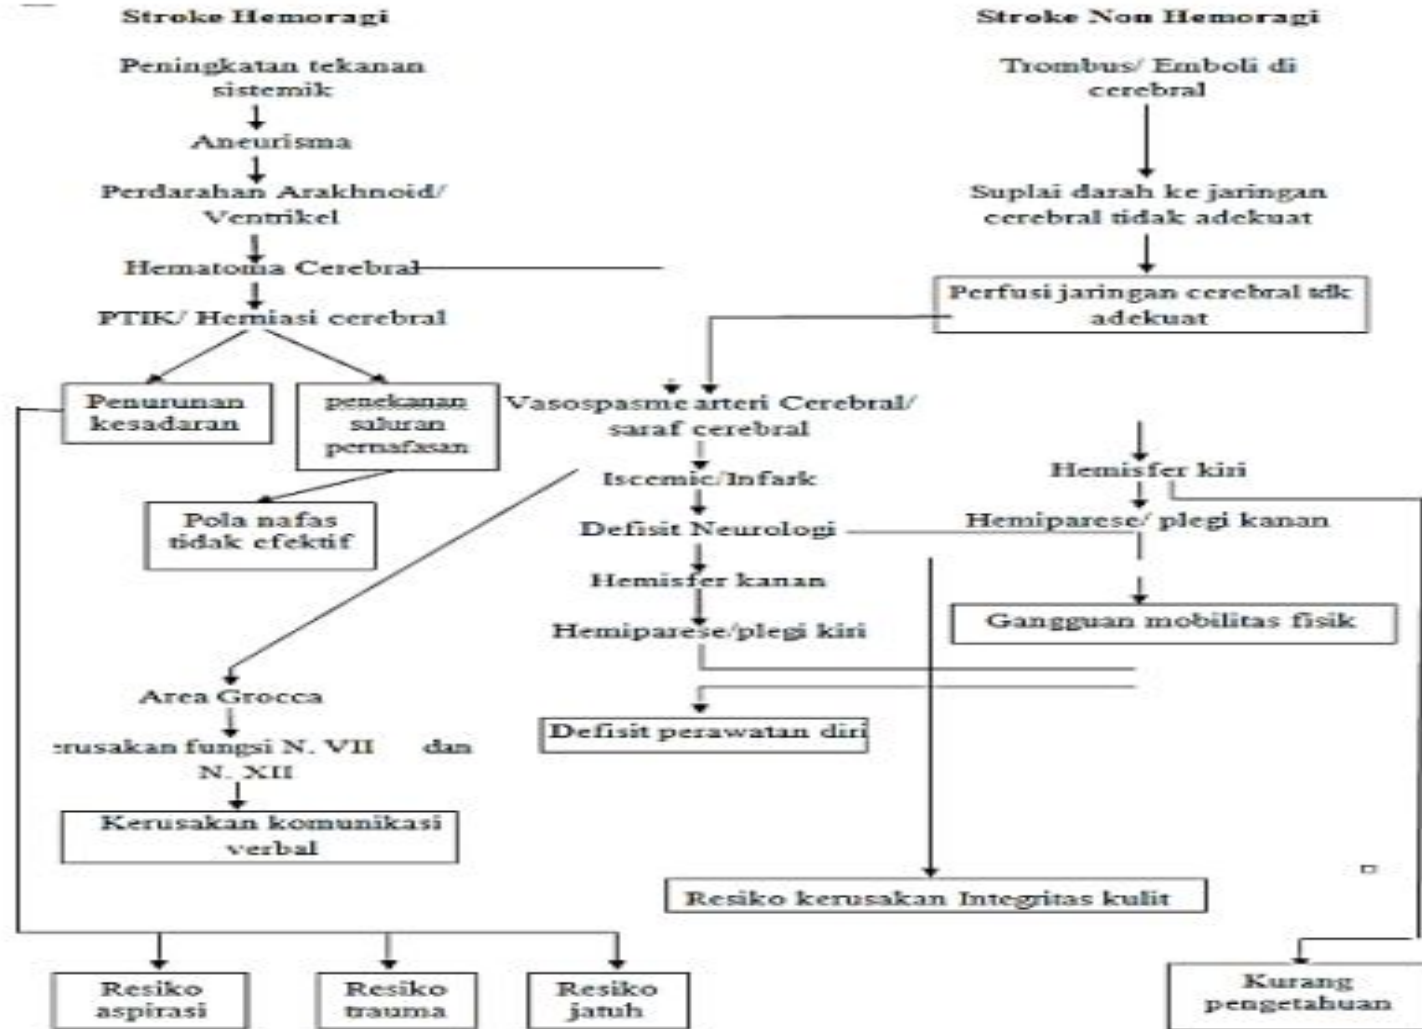 Stroke Hemoragi
Peningkatan tekanan
sistemik
Aneurisma
Perdarahan Arakhnoid/
Ventrikel
Hematoma Cerebral
PTIK/ Herniasi cerebral
Penurunan
kesadaran
penekanan
saluran
pernafasan
Pola nafas
tidak efektif
Stroke Non Hemoragi
Trombus/ Emboli di
cerebral
Suplai darah ke jaringan
cerebral tidak adekuat
Perfusi jaringan cerebral tdk
adekuat
Vasospasme arteri Cerebral/
saraf cerebral
Iscemic/Infark
Defisit Neurologi
Hemisfer kanan
Hemiparese/plegi kiri
Defisit perawatan diri
Hemisfer kiri
Hemiparese/ plegi kanan
Gangguan mobilitas fisik
Area Grocca
erusakan fungsi N. VII dan
N. XII
Kerusakan komunikasi
verbal
Resiko kerusakan Integritas kulit
Resiko
aspirasi
Resiko
trauma
Resiko
jatuh
Kurang
pengetahuan